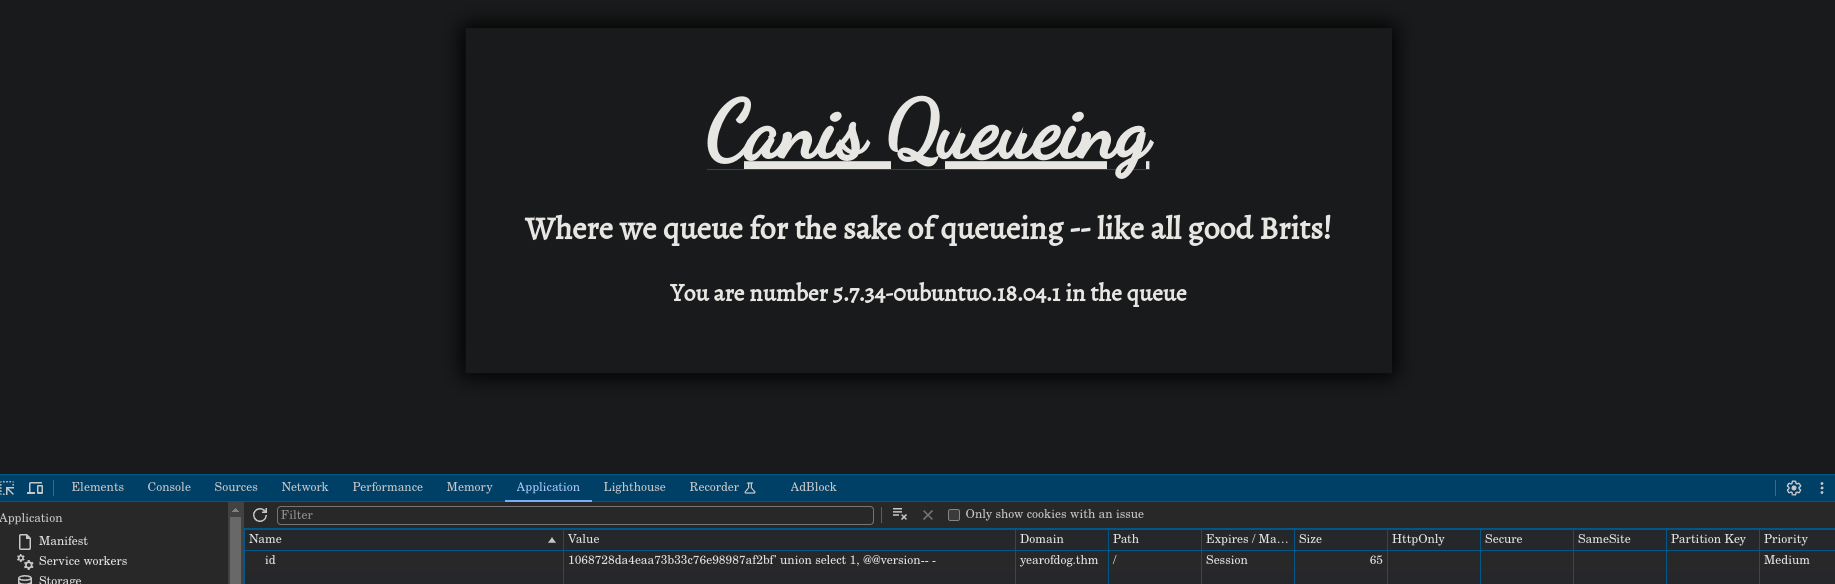 Canis Queueing
Where we queue for the sake of queueing -- like all good Brits!
You are number 5.7.34-0ubuntu0.18.04.1 in the queue
Elements Console Sources Network Performance Memory Application Lighthouse Recorder AdBlock
Application
Filter
Only show cookies with an issue
Manifest
Service workers
Storage
Name Value Domain Path Expires / Ma... Size HttpOnly Secure SameSite Partition Key Priority
id 1068728da4eaa73b33c76e98987af2bf' union select 1, @@version-- - yearofdog.thm / Session 65 Medium